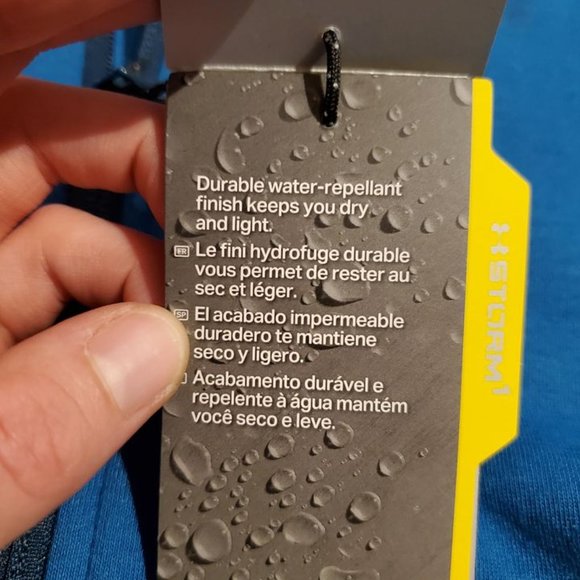 Durable water-repellant
finish keeps you dry
and light.
FR Le fini hydrofuge durable
vous permet de rester au
sec et léger.
SP El acabado impermeable
duradero te mantiene
seco y ligero.
Acabamento durável e
repelente à água mantém
você seco e leve.
STORM1